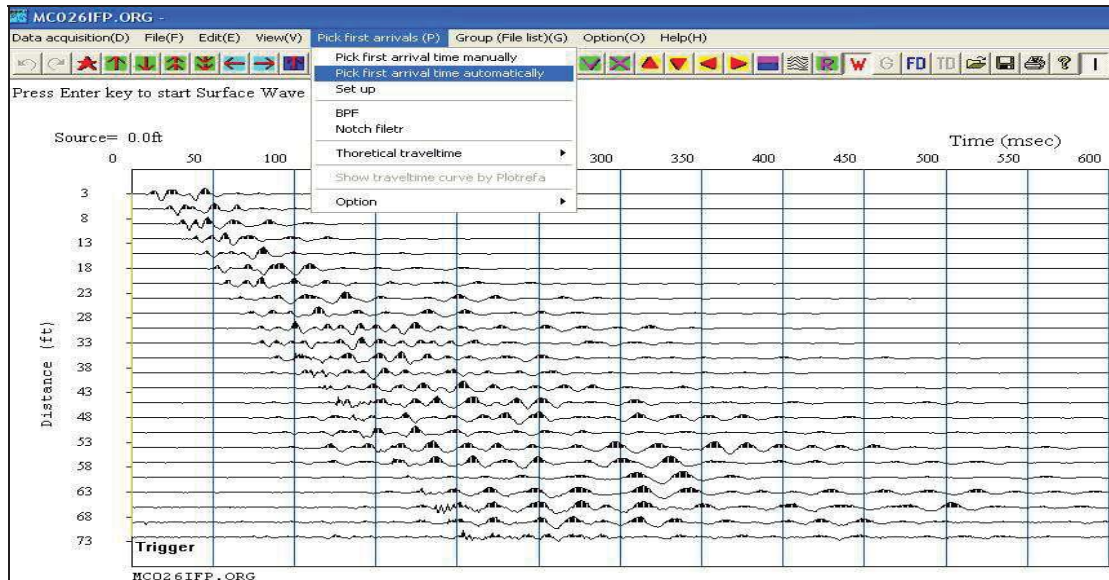 MC026IFP.ORG -
Data acquisition(D) File(F) Edit(E) View(V) Pick first arrivals (P) Group (File list)(G) Option(O) Help(H)
Pick first arrival time manually
Pick first arrival time automatically
Set up
BPF
Notch filetr
Thoretical traveltime
Show traveltime curve by Plotrefa
Option
R W G FD TD ? I
Press Enter key to start Surface Wave
Source= 0.0ft
Time (msec)
0 50 100 300 350 400 450 500 550 600
Distance (ft)
3
8
13
18
23
28
33
38
43
48
53
58
63
68
73
Trigger
MC026IFP.ORG